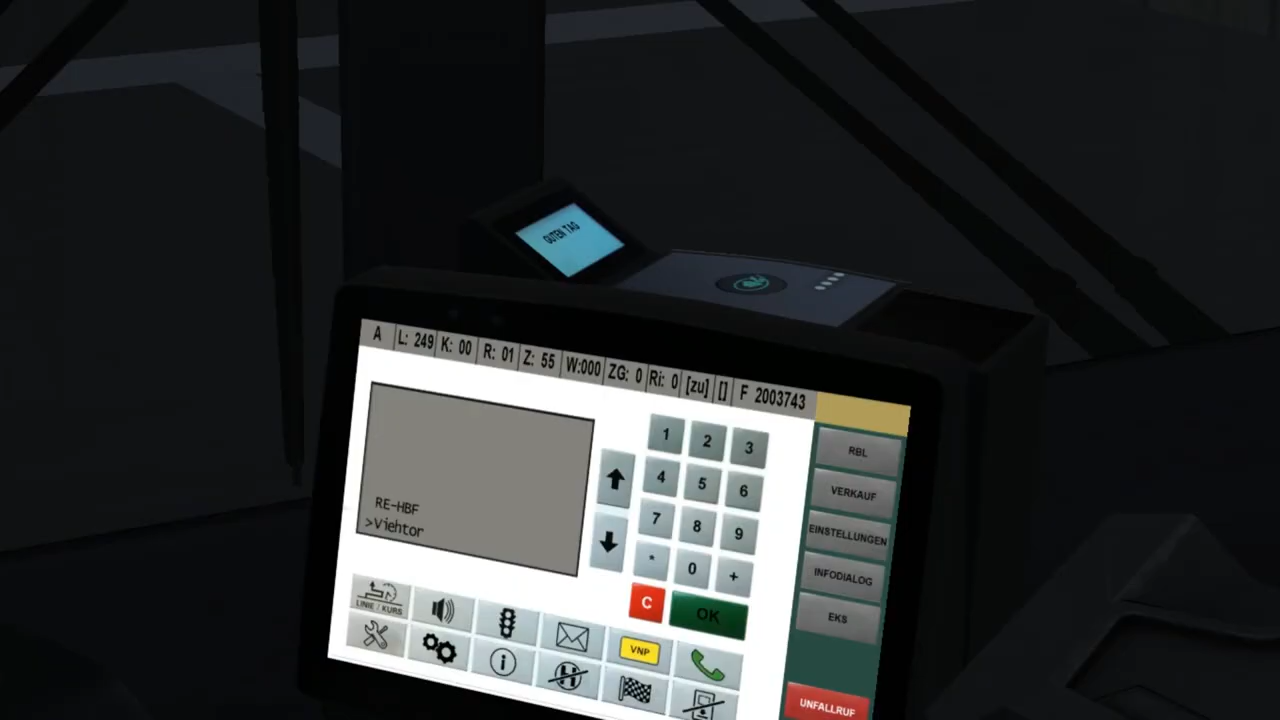 GUTEN TAG
A L: 249 K: 00 R: 01 Z: 55 W:000 ZG: 0 Ri: 0 [zu] [] F 2003743
RE-HBF
>Viehtor
1 2 3
4 5 6
7 8 9
* 0 +
C OK
RBL
VERKAUF
EINSTELLUNGEN
INFODIALOG
EKS
UNFALLRUF
LINIE / KURS
VNP
i
H